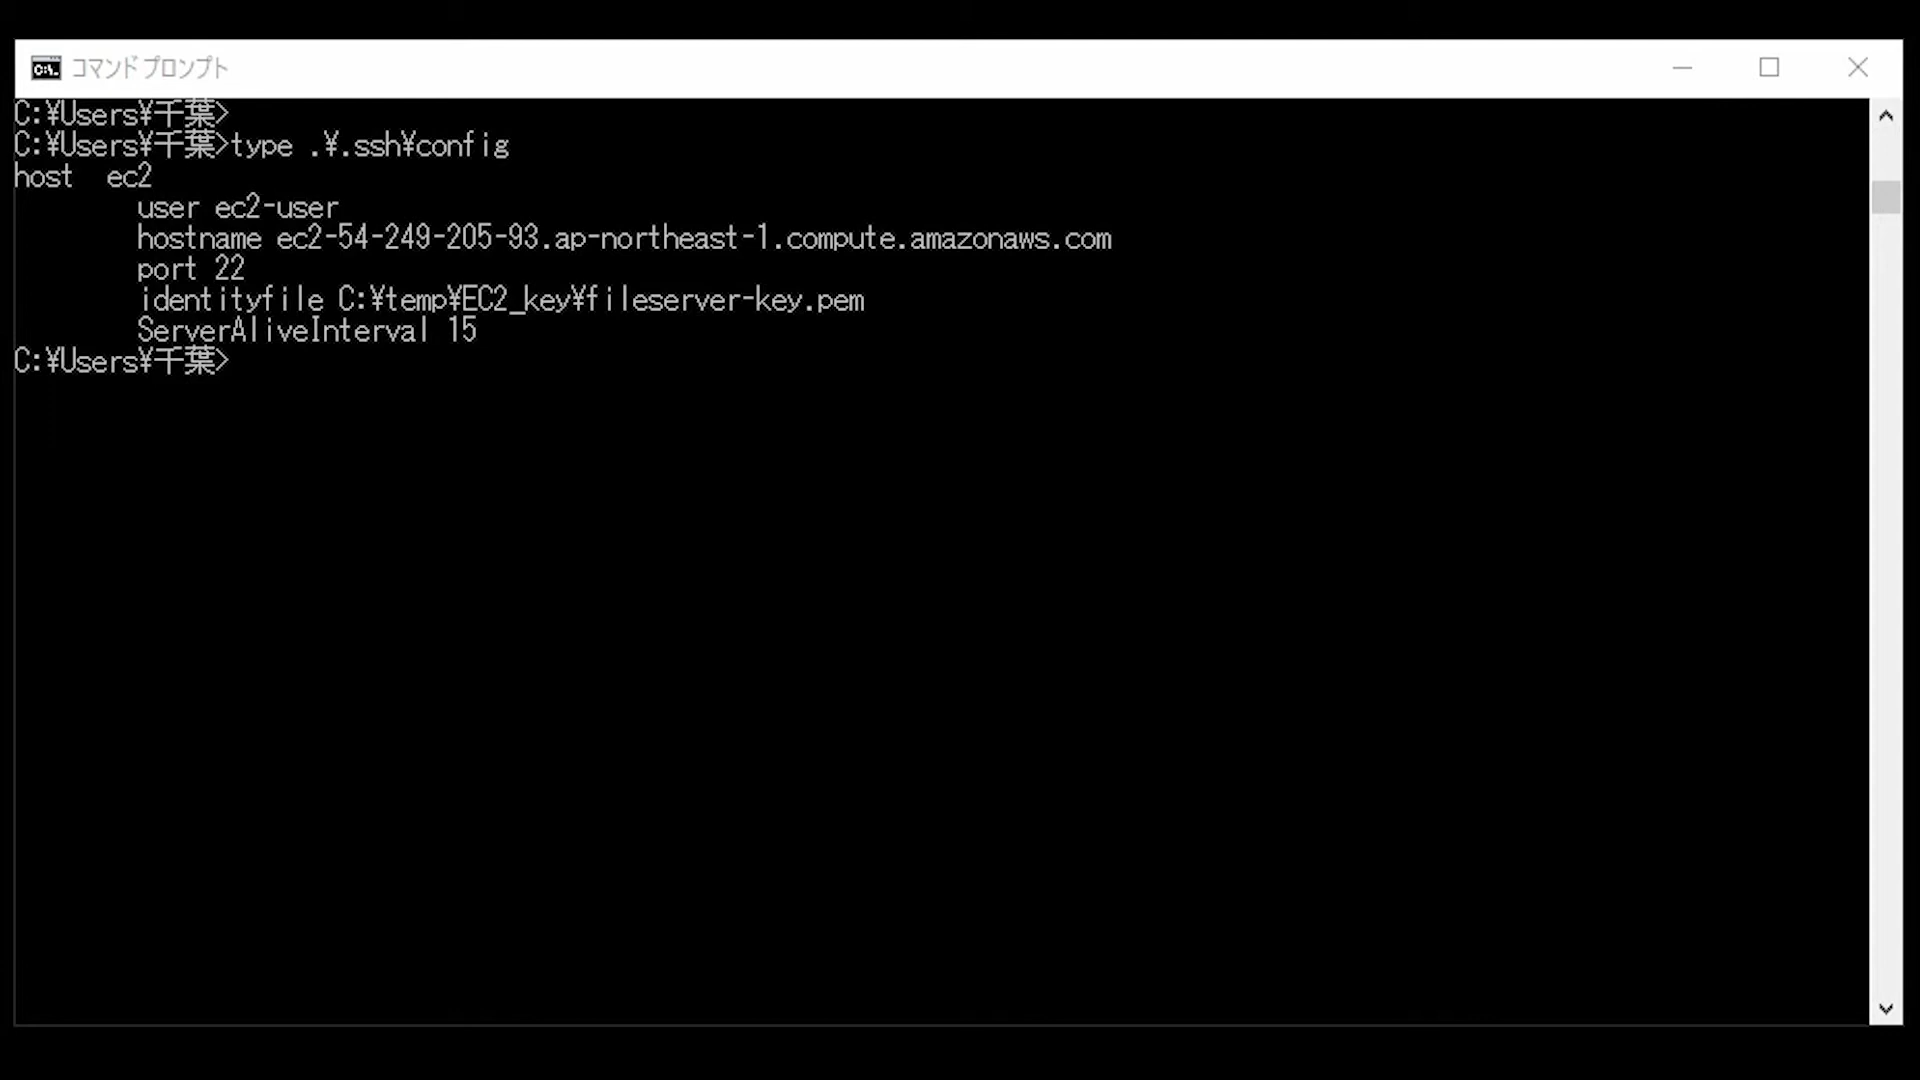 コマンド プロンプト
C:¥Users¥千葉>
C:¥Users¥千葉>type .¥.ssh¥config
host  ec2
        user ec2-user
        hostname ec2-54-249-205-93.ap-northeast-1.compute.amazonaws.com
        port 22
        identityfile C:¥temp¥EC2_key¥fileserver-key.pem
        ServerAliveInterval 15
C:¥Users¥千葉>